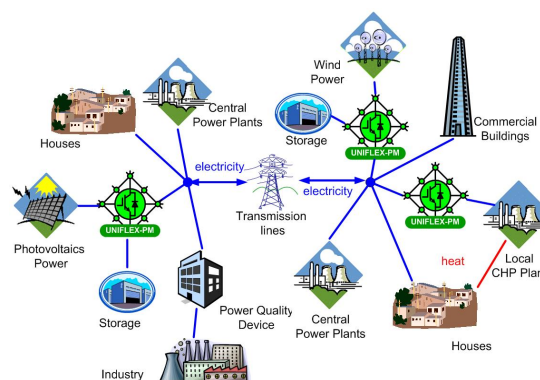 Wind
Power
Central
Power Plants
Houses
Storage
Commercial
Buildings
UNIFLEX-PM
electricity
electricity
Transmission
lines
UNIFLEX-PM
UNIFLEX-PM
Photovoltaics
Power
Local
CHP Plan
heat
Storage
Power Quality
Device
Central
Power Plants
Houses
Industry